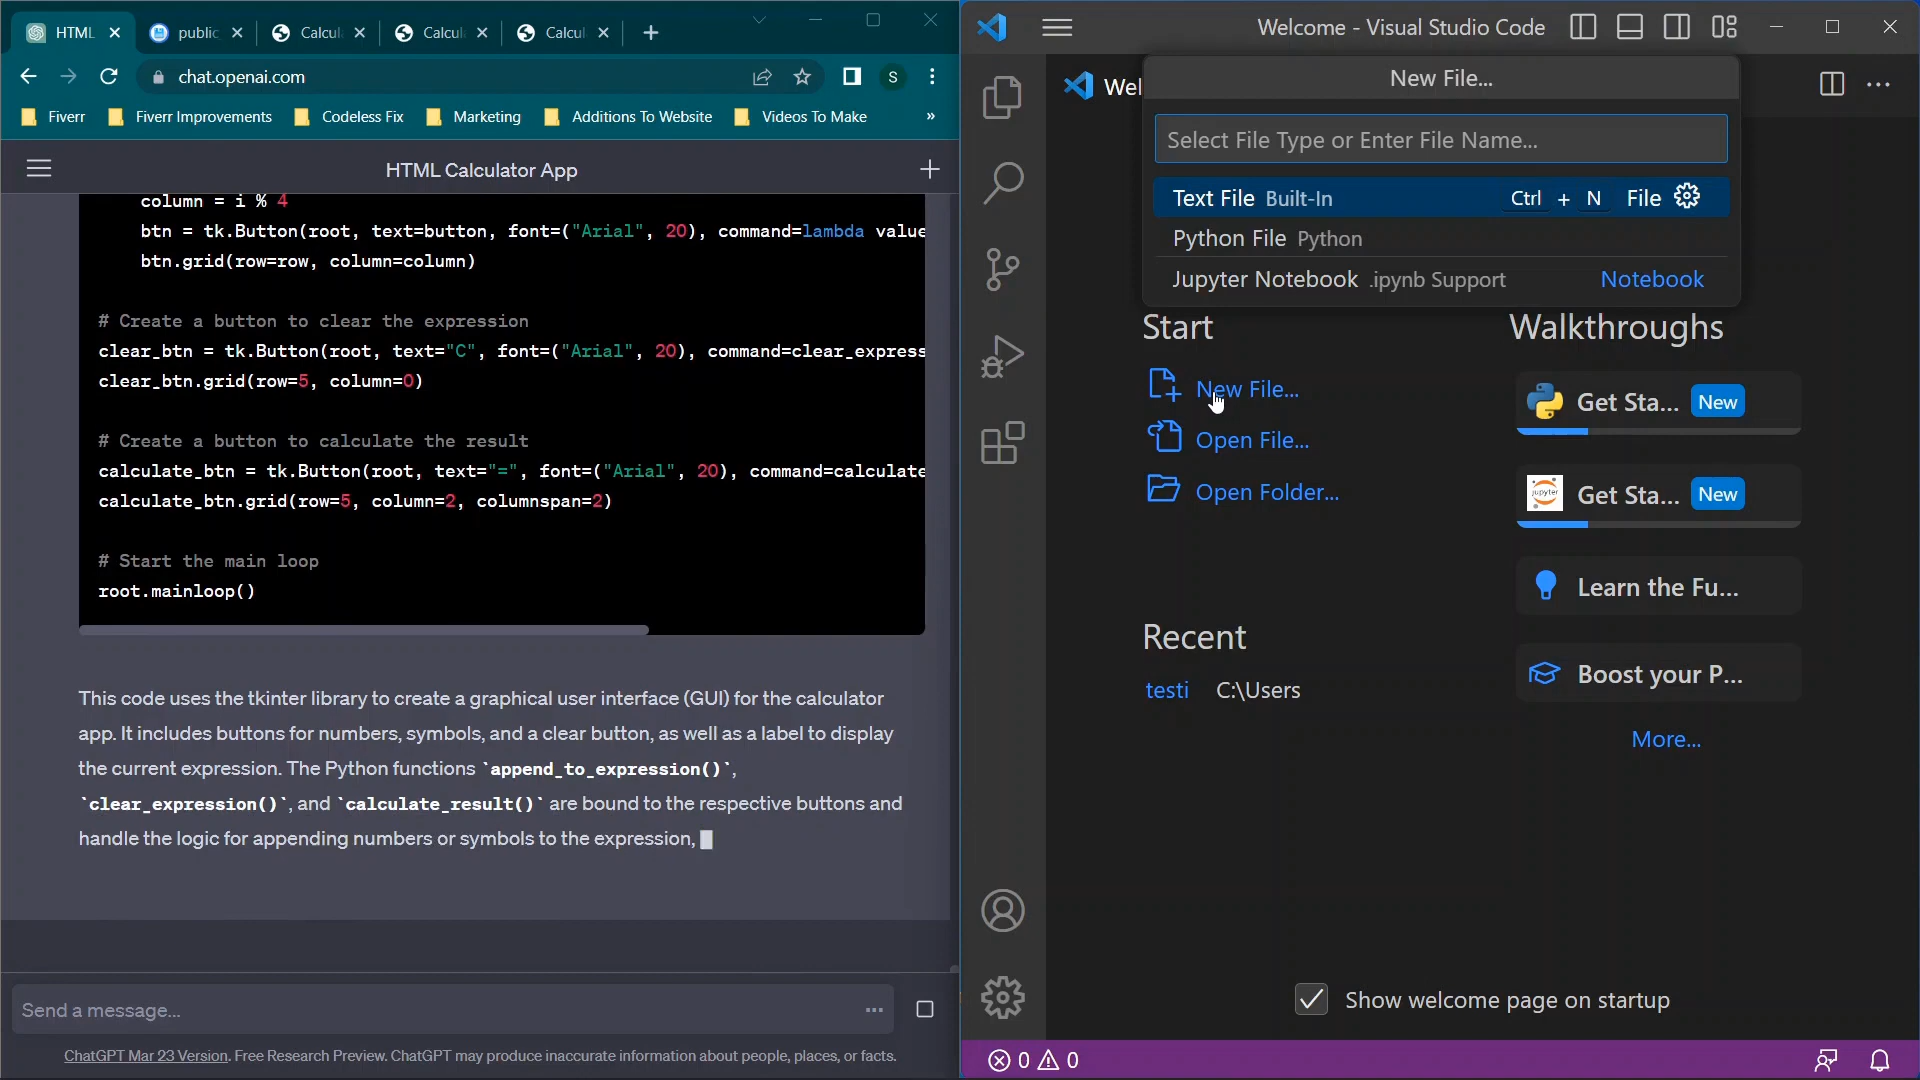 HTML
public
Calcul
Calcul
Calcul
chat.openai.com
S
Fiverr
Fiverr Improvements
Codeless Fix
Marketing
Additions To Website
Videos To Make
»
HTML Calculator App
column = i % 4
btn = tk.Button(root, text=button, font=("Arial", 20), command=lambda value
btn.grid(row=row, column=column)
# Create a button to clear the expression
clear_btn = tk.Button(root, text="C", font=("Arial", 20), command=clear_express
clear_btn.grid(row=5, column=0)
# Create a button to calculate the result
calculate_btn = tk.Button(root, text="=", font=("Arial", 20), command=calculate
calculate_btn.grid(row=5, column=2, columnspan=2)
# Start the main loop
root.mainloop()
This code uses the tkinter library to create a graphical user interface (GUI) for the calculator
app. It includes buttons for numbers, symbols, and a clear button, as well as a label to display
the current expression. The Python functions `append_to_expression()`,
`clear_expression()`, and `calculate_result()` are bound to the respective buttons and
handle the logic for appending numbers or symbols to the expression,
Send a message...
ChatGPT Mar 23 Version. Free Research Preview. ChatGPT may produce inaccurate information about people, places, or facts.
Welcome - Visual Studio Code
Wel
New File...
Select File Type or Enter File Name...
Text File Built-In Ctrl + N File
Python File Python
Jupyter Notebook .ipynb Support Notebook
Start
New File...
Open File...
Open Folder...
Recent
testi C:\Users
Walkthroughs
Get Sta... New
jupyter
Get Sta... New
Learn the Fu...
Boost your P...
More...
Show welcome page on startup
0 0